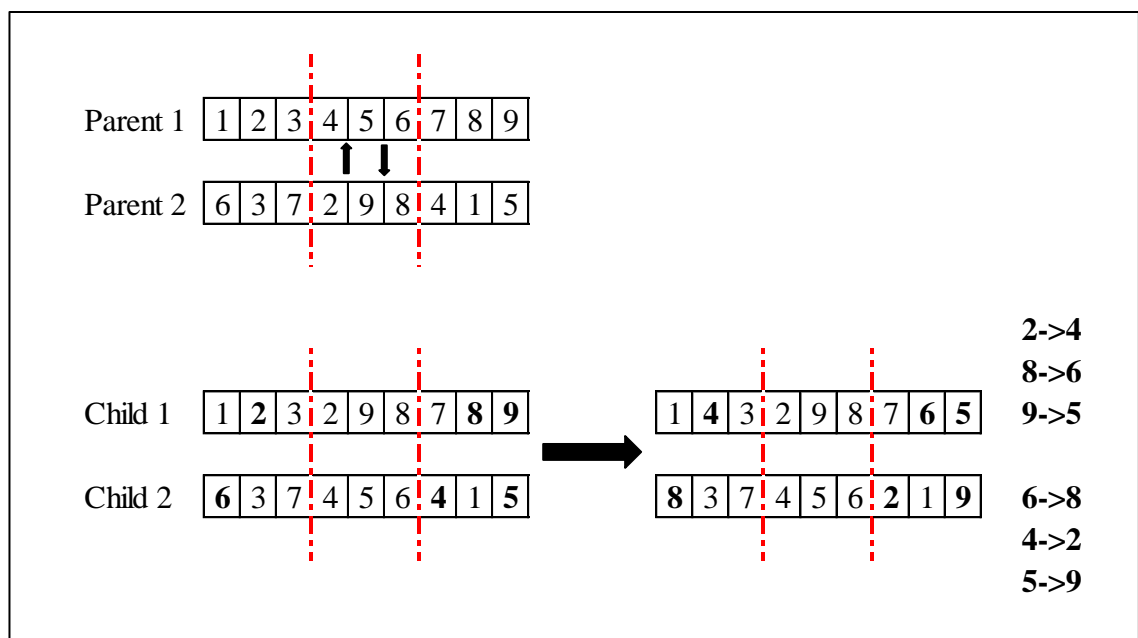 Parent 1 1 2 3 4 5 6 7 8 9
Parent 2 6 3 7 2 9 8 4 1 5
2->4
8->6
Child 1 1 2 3 2 9 8 7 8 9 1 4 3 2 9 8 7 6 5 9->5
Child 2 6 3 7 4 5 6 4 1 5 8 3 7 4 5 6 2 1 9 6->8
4->2
5->9